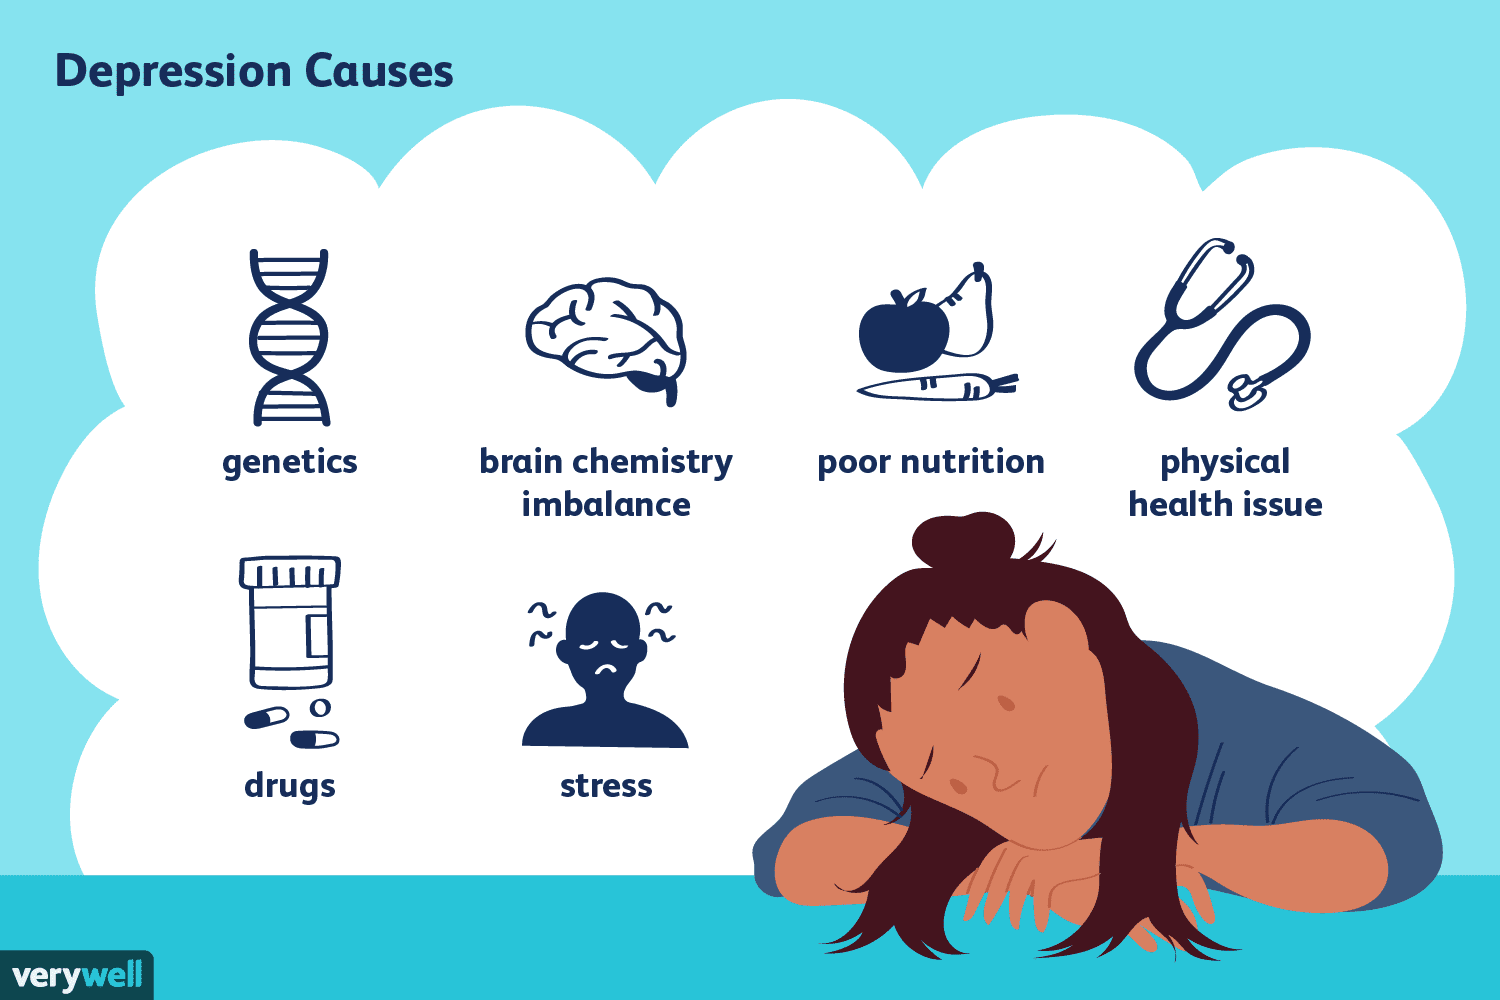 Depression Causes
genetics
brain chemistry
imbalance
poor nutrition
physical
health issue
drugs
stress
verywell